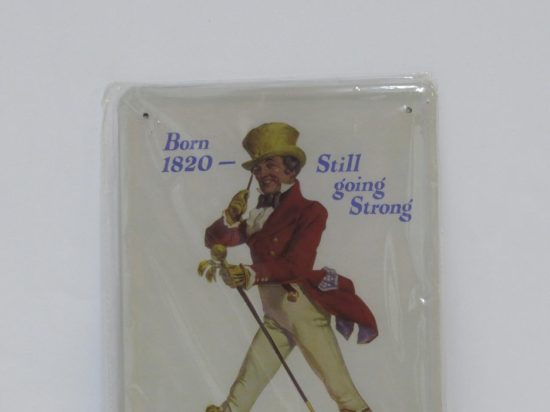 Born
1820 –
Still
going
Strong